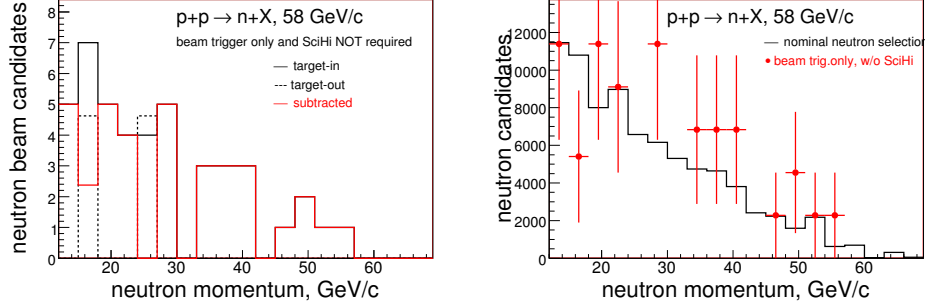 p+p → n+X, 58 GeV/c
beam trigger only and SciHi NOT required
target-in
target-out
subtracted
neutron beam candidates
0
1
2
3
4
5
6
7
8
20
30
40
50
60
neutron momentum, GeV/c
p+p → n+X, 58 GeV/c
nominal neutron selection
beam trig.only, w/o SciHi
neutron candidates
0
2000
4000
6000
8000
10000
12000
20
30
40
50
60
neutron momentum, GeV/c